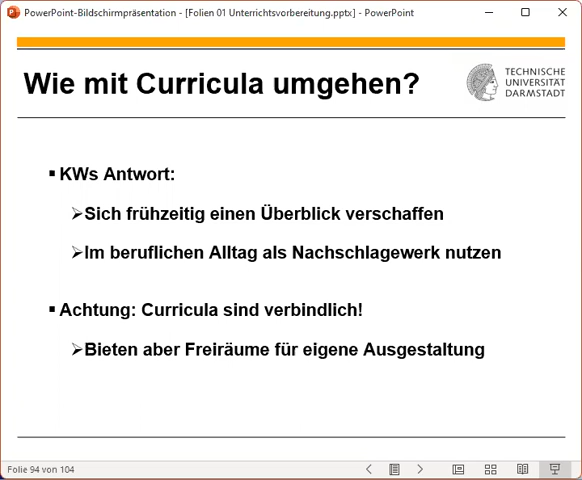 PowerPoint-Bildschirmpräsentation - [Folien 01 Unterrichtsvorbereitung.pptx] - PowerPoint
Wie mit Curricula umgehen?
TECHNISCHE
UNIVERSITÄT
DARMSTADT
▪ KWs Antwort:
➢Sich frühzeitig einen Überblick verschaffen
➢Im beruflichen Alltag als Nachschlagewerk nutzen
▪ Achtung: Curricula sind verbindlich!
➢Bieten aber Freiräume für eigene Ausgestaltung
Folie 94 von 104